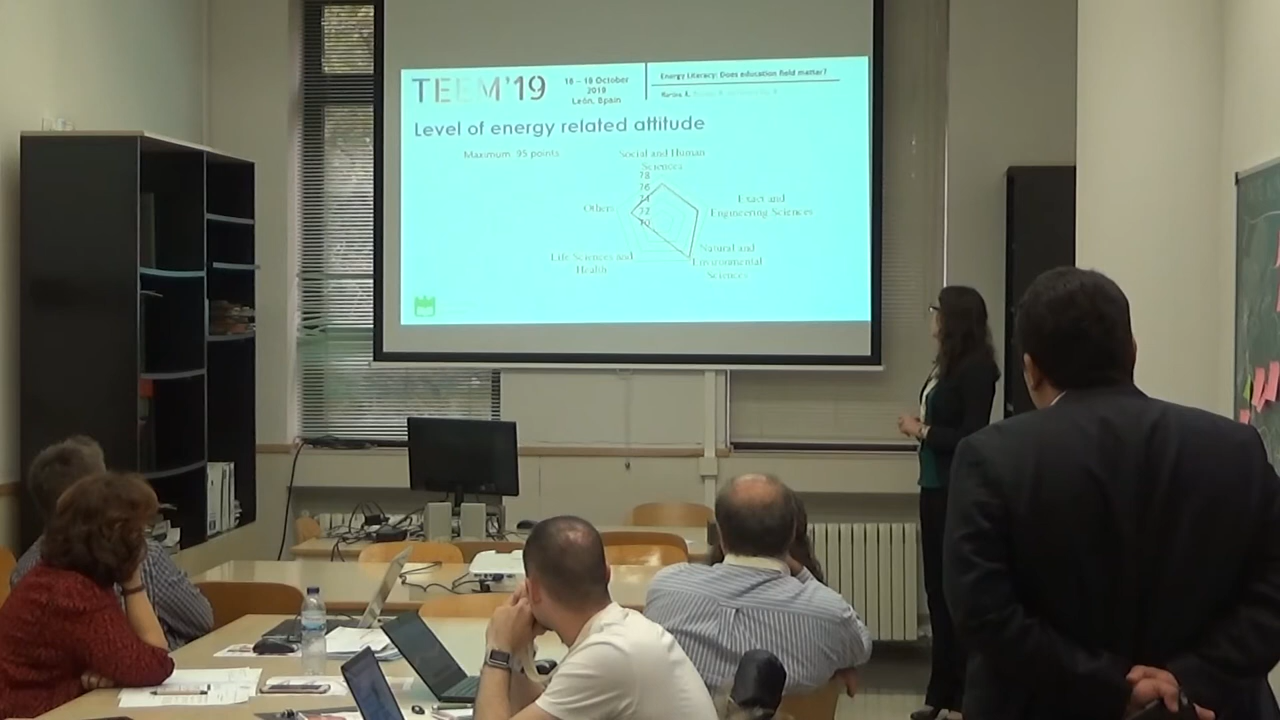 TEEM'19
16 – 18 October
2019
León, Spain
Energy Literacy: Does education field matter?
Martins A.
Level of energy related attitude
Maximum: 95 points
Social and Human
Sciences
78
76
74
72
70
Others
Exact and
Engineering Sciences
Life Sciences and
Health
Natural and
Environmental
Sciences